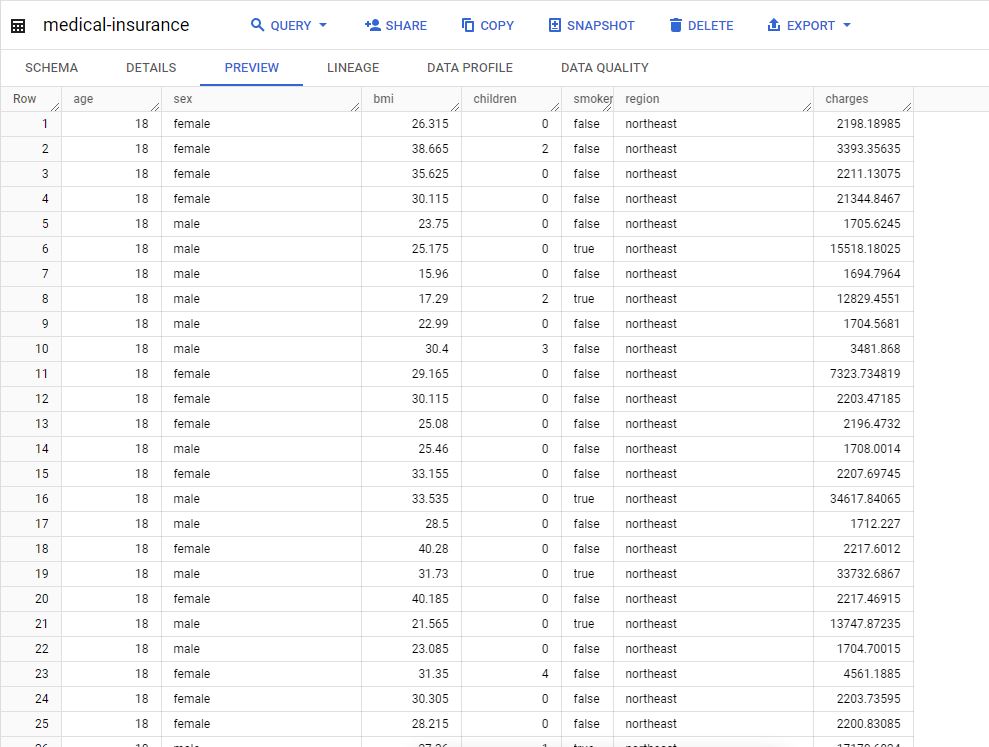 medical-insurance QUERY SHARE COPY SNAPSHOT DELETE EXPORT
SCHEMA DETAILS PREVIEW LINEAGE DATA PROFILE DATA QUALITY
Row age sex bmi children smoker region charges
1 18 female 26.315 0 false northeast 2198.18985
2 18 female 38.665 2 false northeast 3393.35635
3 18 female 35.625 0 false northeast 2211.13075
4 18 female 30.115 0 false northeast 21344.8467
5 18 male 23.75 0 false northeast 1705.6245
6 18 male 25.175 0 true northeast 15518.18025
7 18 male 15.96 0 false northeast 1694.7964
8 18 male 17.29 2 true northeast 12829.4551
9 18 male 22.99 0 false northeast 1704.5681
10 18 male 30.4 3 false northeast 3481.868
11 18 female 29.165 0 false northeast 7323.734819
12 18 female 30.115 0 false northeast 2203.47185
13 18 female 25.08 0 false northeast 2196.4732
14 18 male 25.46 0 false northeast 1708.0014
15 18 female 33.155 0 false northeast 2207.69745
16 18 male 33.535 0 true northeast 34617.84065
17 18 male 28.5 0 false northeast 1712.227
18 18 female 40.28 0 false northeast 2217.6012
19 18 male 31.73 0 true northeast 33732.6867
20 18 female 40.185 0 false northeast 2217.46915
21 18 male 21.565 0 true northeast 13747.87235
22 18 male 23.085 0 false northeast 1704.70015
23 18 female 31.35 4 false northeast 4561.1885
24 18 female 30.305 0 false northeast 2203.73595
25 18 female 28.215 0 false northeast 2200.83085